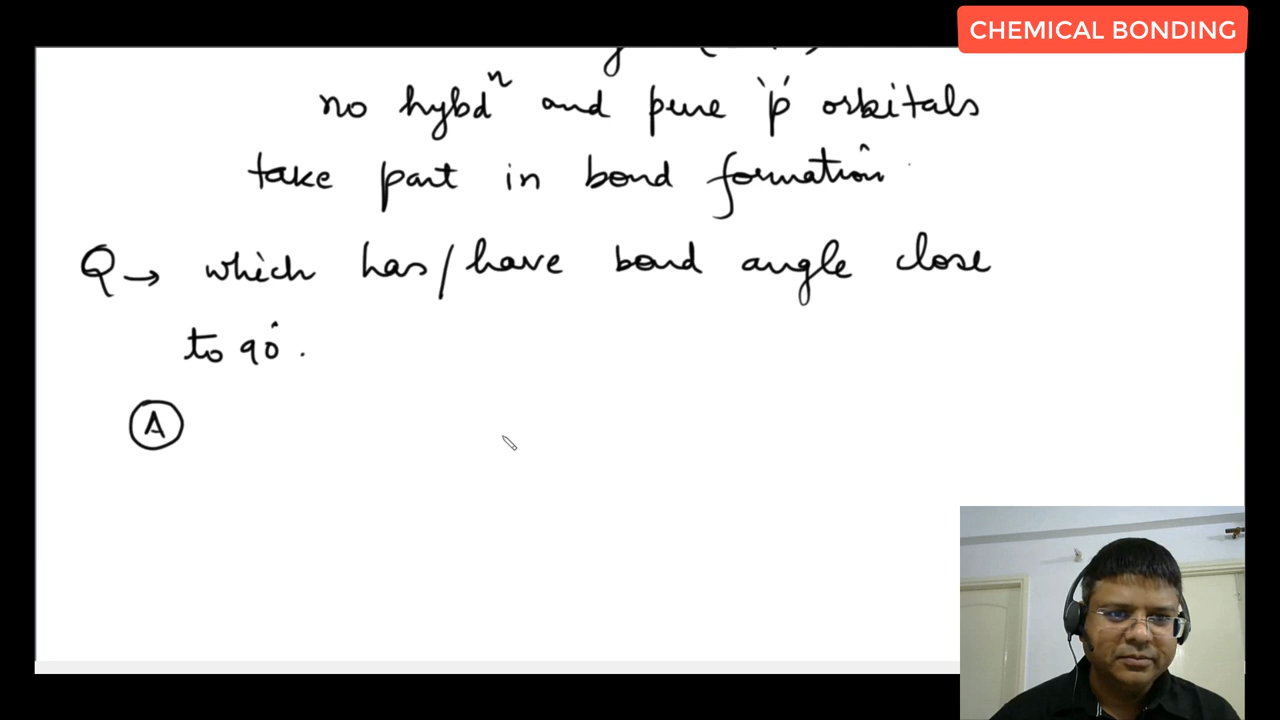 CHEMICAL BONDING
no hybdⁿ and pure 'p' orbitals
take part in bond formation
Q→ which has/have bond angle close
to 90°.
A